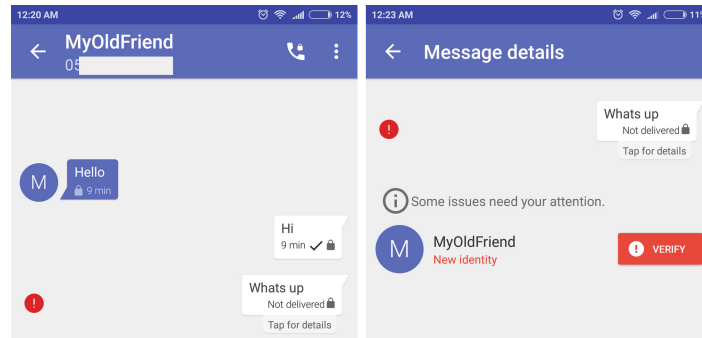 12:20 AM
12%
MyOldFriend
05
M
Hello
9 min
Hi
9 min
Whats up
Not delivered
Tap for details
12:23 AM
11%
Message details
Whats up
Not delivered
Tap for details
Some issues need your attention.
M
MyOldFriend
New identity
VERIFY